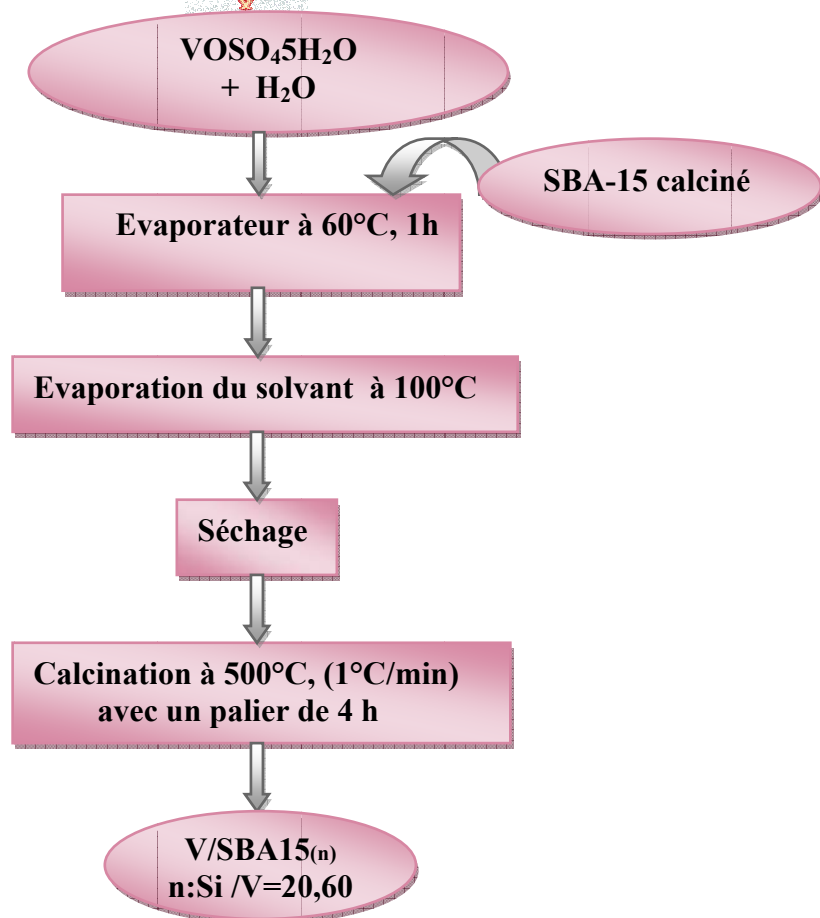 VOSO₄5H₂O
+ H₂O
SBA-15 calciné
Evaporateur à 60°C, 1h
Evaporation du solvant à 100°C
Séchage
Calcination à 500°C, (1°C/min)
avec un palier de 4 h
V/SBA15(n)
n:Si /V=20,60